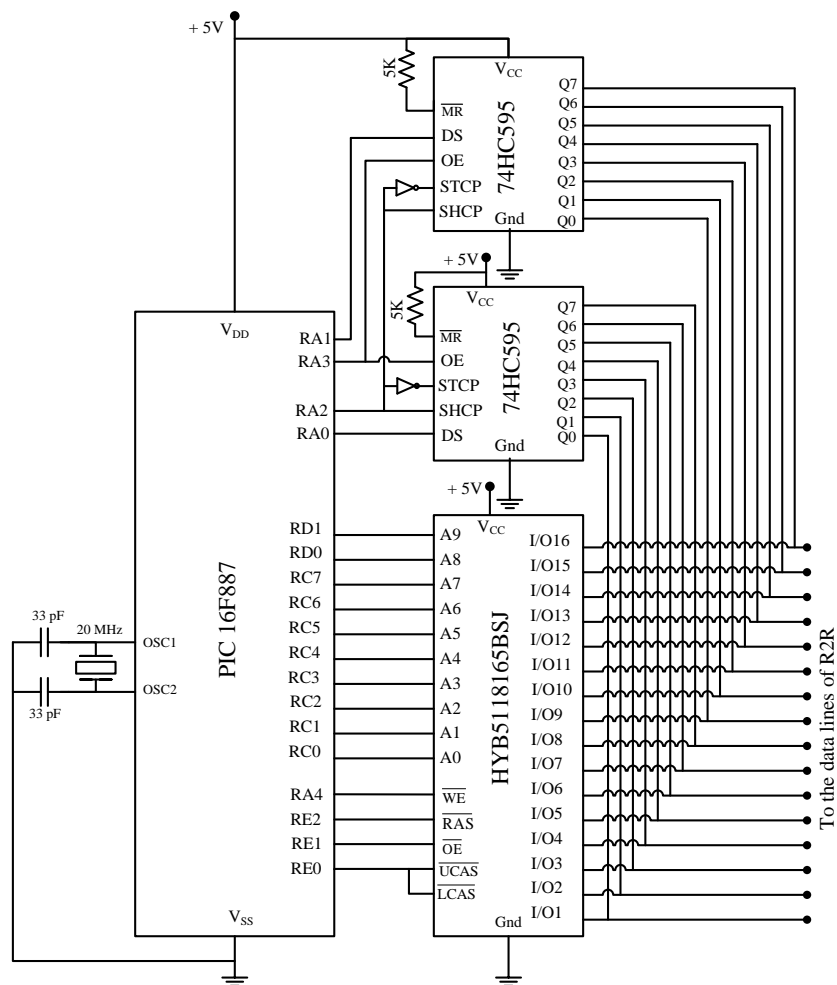 + 5V
5K
V_CC
MR
DS
OE
STCP
SHCP
Gnd
74HC595
Q7
Q6
Q5
Q4
Q3
Q2
Q1
Q0
+ 5V
5K
V_CC
MR
OE
STCP
SHCP
DS
Gnd
74HC595
Q7
Q6
Q5
Q4
Q3
Q2
Q1
Q0
V_DD
RA1
RA3
RA2
RA0
RD1
RD0
RC7
RC6
RC5
RC4
RC3
RC2
RC1
RC0
RA4
RE2
RE1
RE0
V_SS
PIC 16F887
OSC1
OSC2
33 pF
20 MHz
33 pF
+ 5V
V_CC
A9
A8
A7
A6
A5
A4
A3
A2
A1
A0
WE
RAS
OE
UCAS
LCAS
Gnd
HYB5118165BSJ
I/O16
I/O15
I/O14
I/O13
I/O12
I/O11
I/O10
I/O9
I/O8
I/O7
I/O6
I/O5
I/O4
I/O3
I/O2
I/O1
To the data lines of R2R